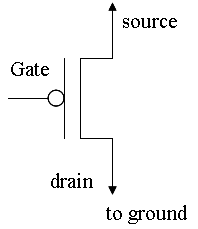 source
Gate
drain
to ground